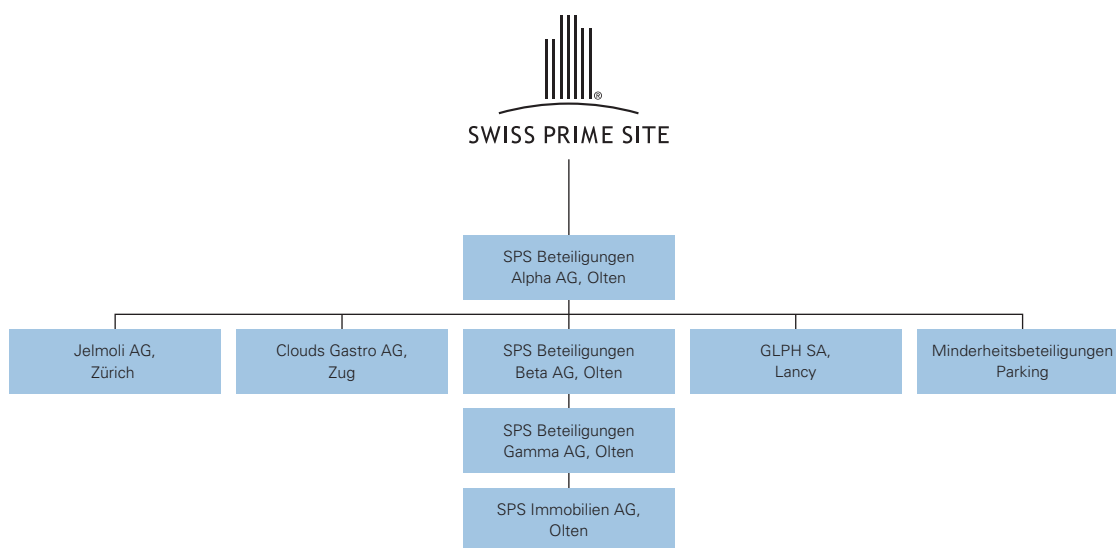 ®
SWISS PRIME SITE
SPS Beteiligungen
Alpha AG, Olten
Jelmoli AG,
Zürich
Clouds Gastro AG,
Zug
SPS Beteiligungen
Beta AG, Olten
GLPH SA,
Lancy
Minderheitsbeteiligungen
Parking
SPS Beteiligungen
Gamma AG, Olten
SPS Immobilien AG,
Olten